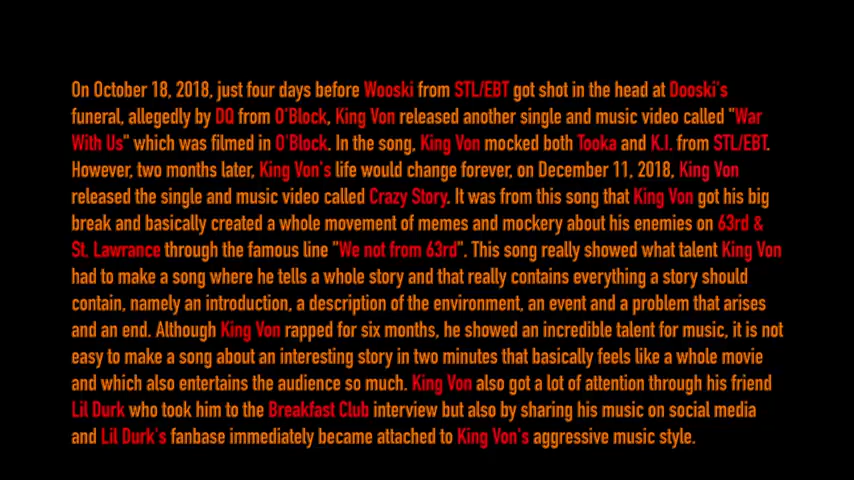 On October 18, 2018, just four days before Wooski from STL/EBT got shot in the head at Dooski's
funeral, allegedly by DQ from O'Block, King Von released another single and music video called "War
With Us" which was filmed in O'Block. In the song, King Von mocked both Tooka and K.I. from STL/EBT.
However, two months later, King Von's life would change forever, on December 11, 2018, King Von
released the single and music video called Crazy Story. It was from this song that King Von got his big
break and basically created a whole movement of memes and mockery about his enemies on 63rd &
St. Lawrance through the famous line "We not from 63rd". This song really showed what talent King Von
had to make a song where he tells a whole story and that really contains everything a story should
contain, namely an introduction, a description of the environment, an event and a problem that arises
and an end. Although King Von rapped for six months, he showed an incredible talent for music, it is not
easy to make a song about an interesting story in two minutes that basically feels like a whole movie
and which also entertains the audience so much. King Von also got a lot of attention through his friend
Lil Durk who took him to the Breakfast Club interview but also by sharing his music on social media
and Lil Durk's fanbase immediately became attached to King Von's aggressive music style.